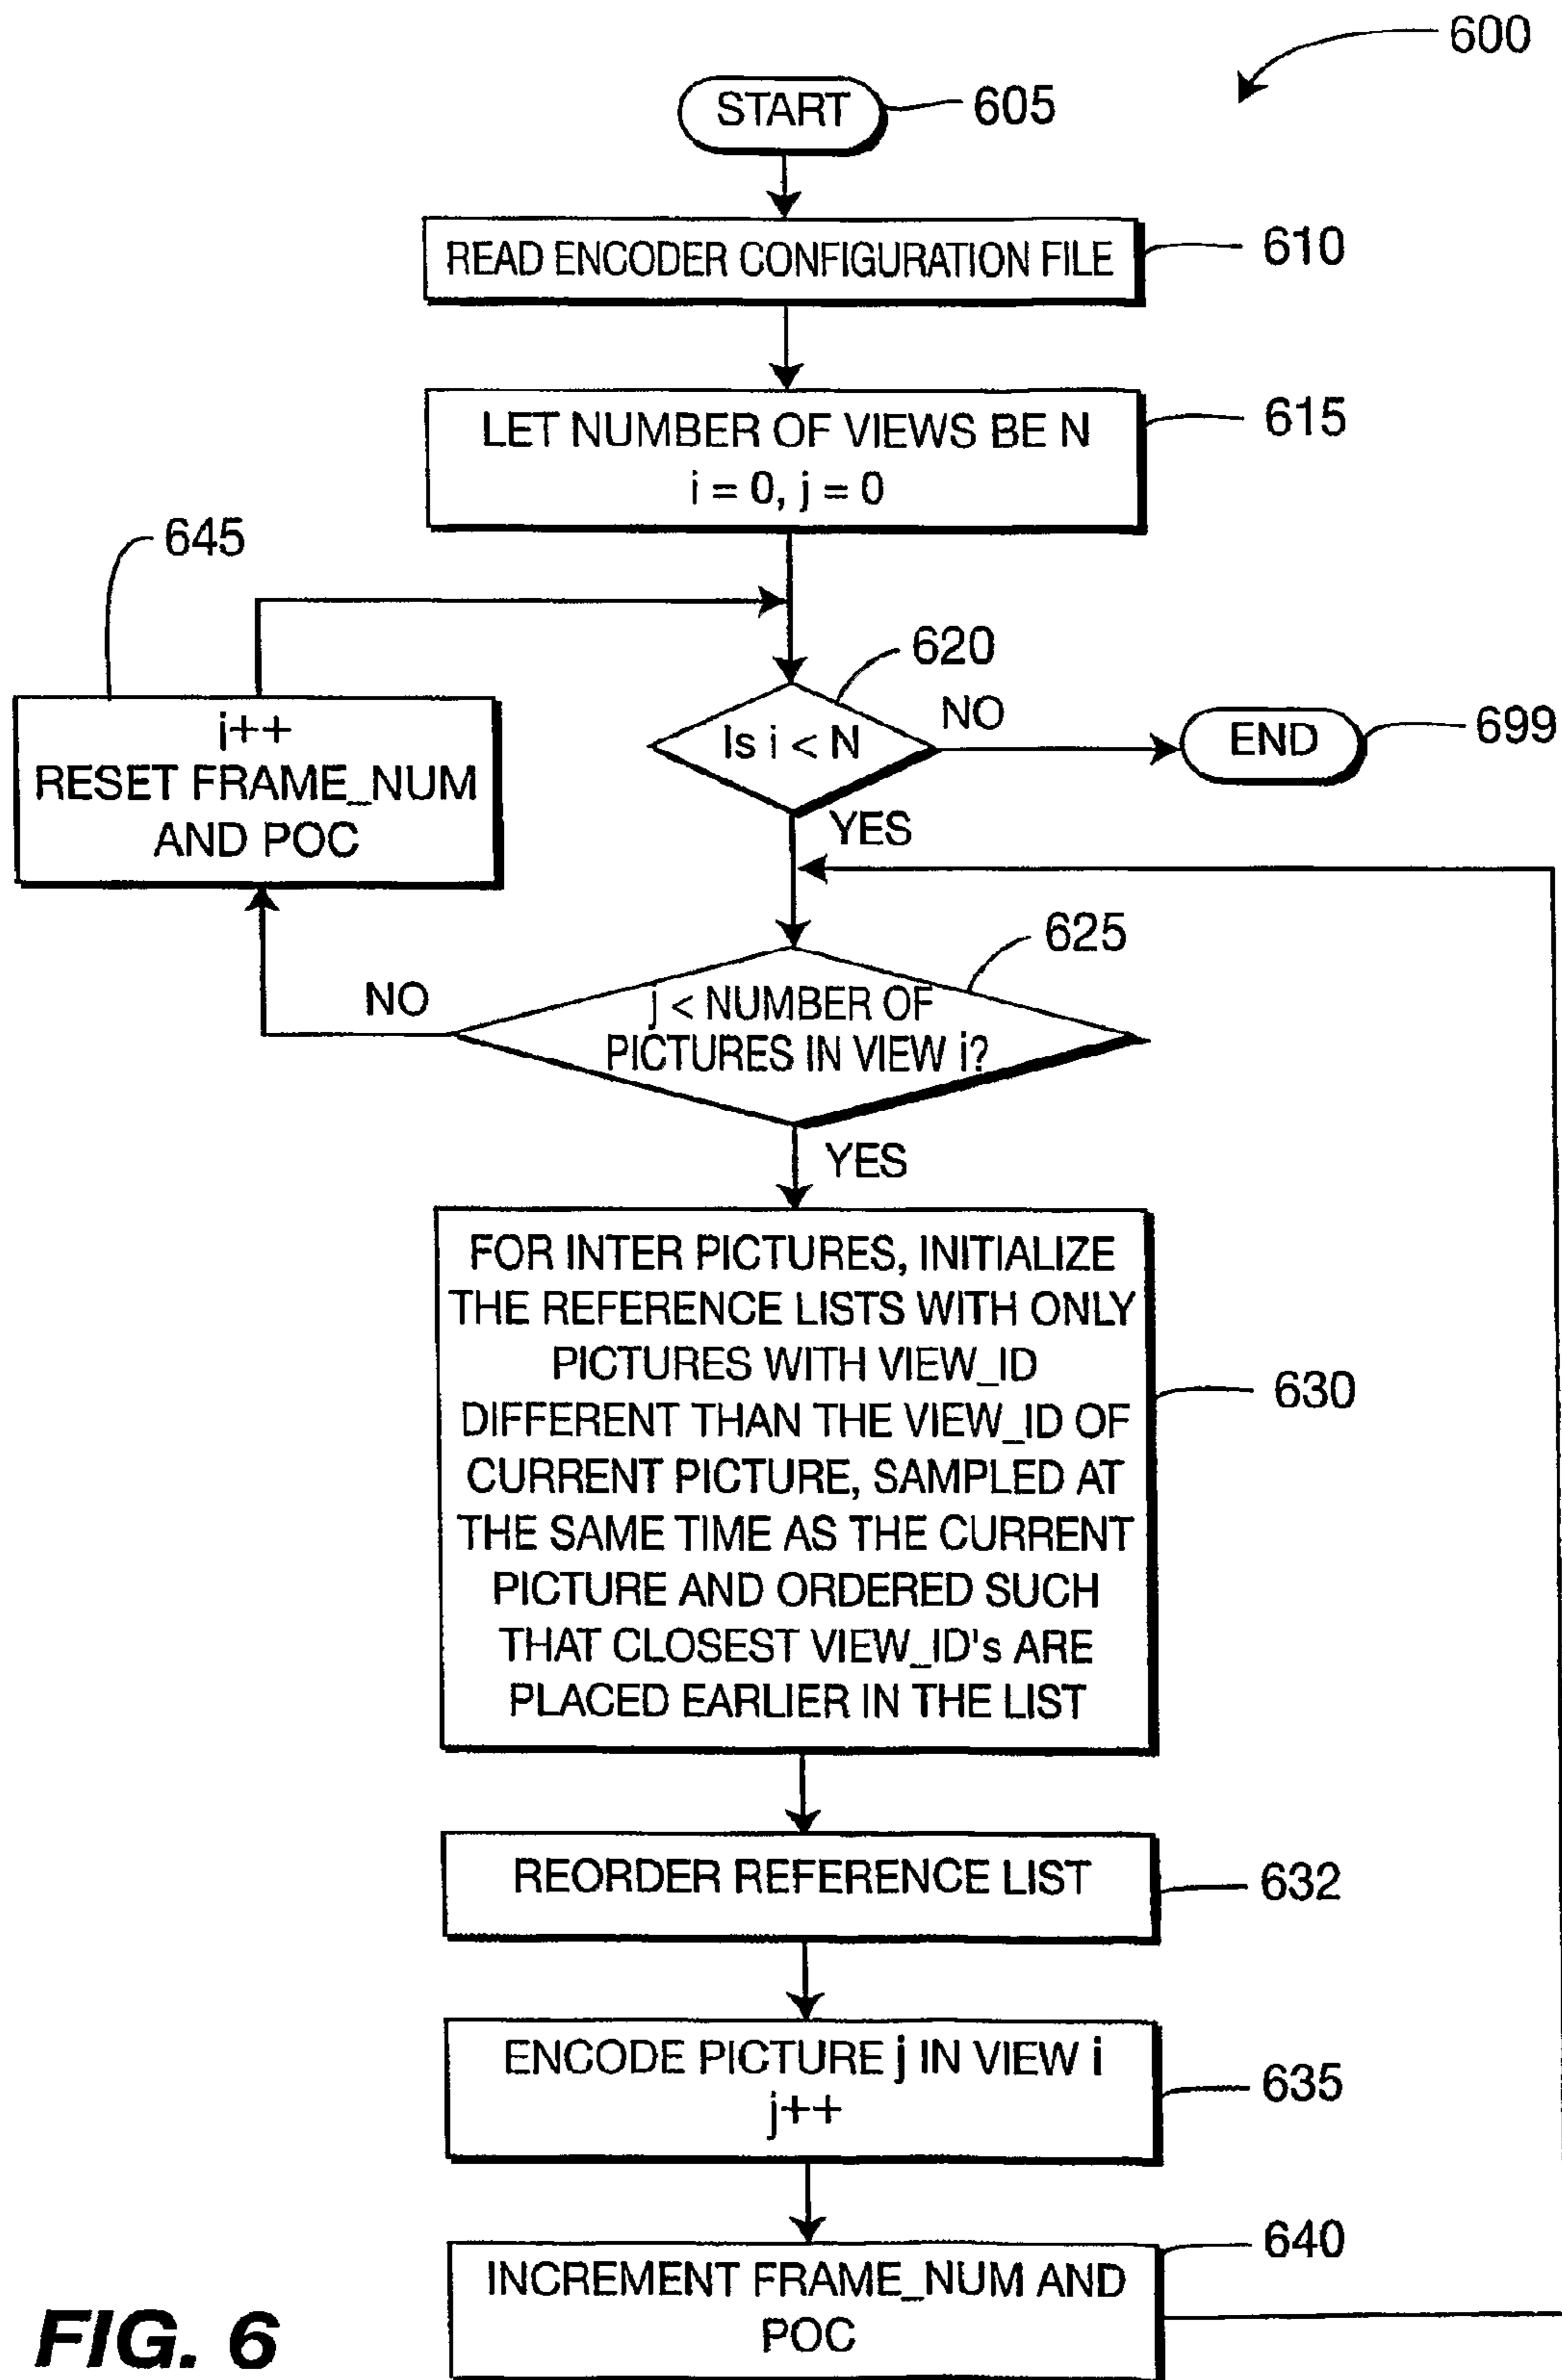 600
START
605
READ ENCODER CONFIGURATION FILE
610
LET NUMBER OF VIEWS BE N
i = 0, j = 0
615
645
i++
RESET FRAME_NUM
AND POC
620
Is i < N
NO
END
699
YES
625
j < NUMBER OF
PICTURES IN VIEW i?
NO
YES
FOR INTER PICTURES, INITIALIZE
THE REFERENCE LISTS WITH ONLY
PICTURES WITH VIEW_ID
DIFFERENT THAN THE VIEW_ID OF
CURRENT PICTURE, SAMPLED AT
THE SAME TIME AS THE CURRENT
PICTURE AND ORDERED SUCH
THAT CLOSEST VIEW_ID's ARE
PLACED EARLIER IN THE LIST
630
REORDER REFERENCE LIST
632
ENCODE PICTURE j IN VIEW i
j++
635
INCREMENT FRAME_NUM AND
POC
640
FIG. 6